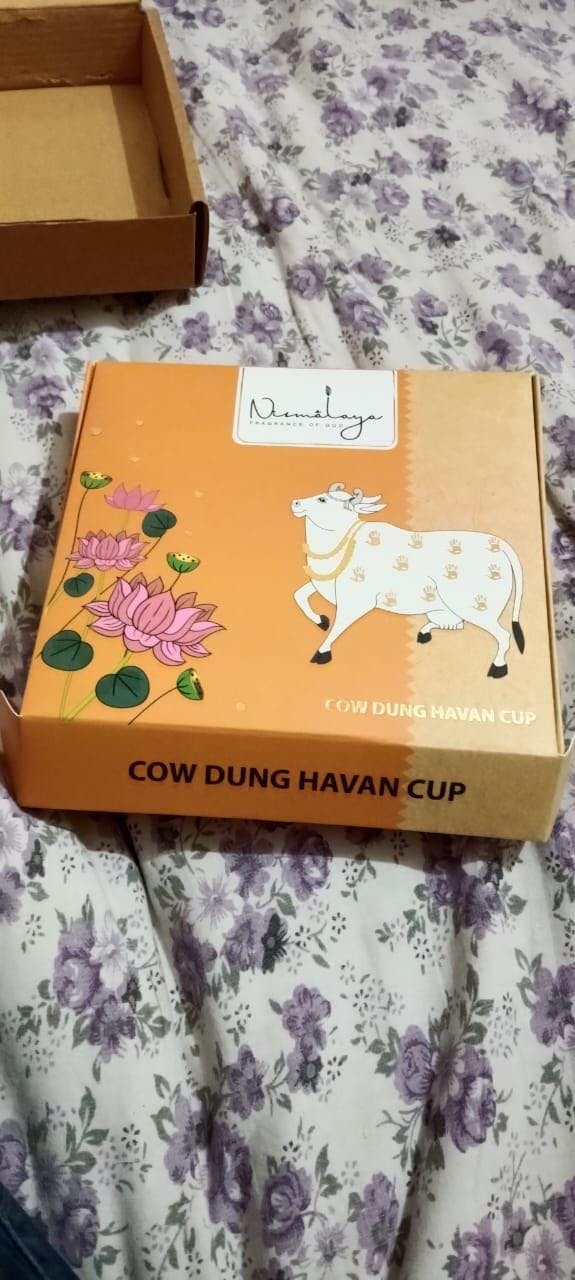 Nirmalaya
FRAGRANCE OF GOD
COW DUNG HAVAN CUP
COW DUNG HAVAN CUP